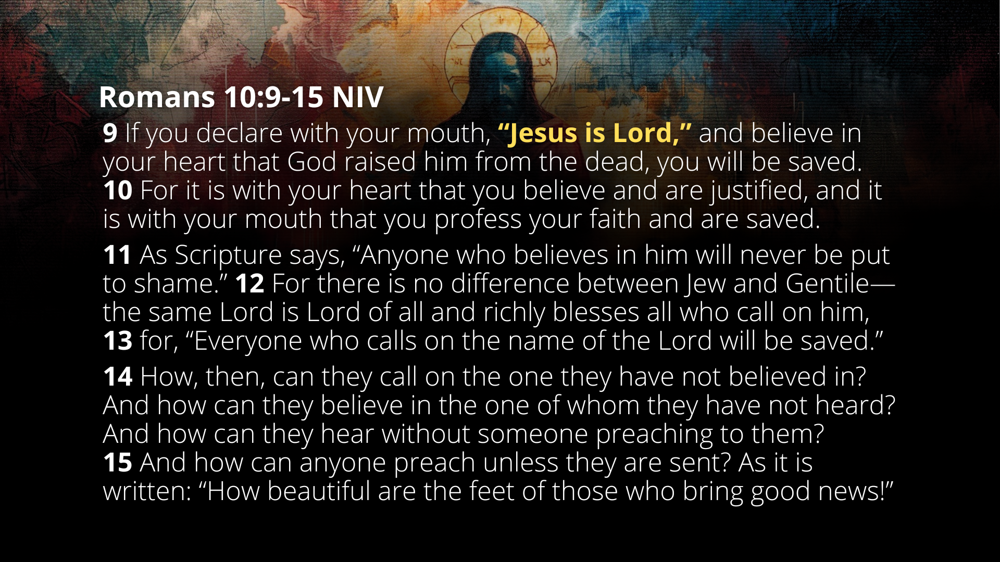 Romans 10:9-15 NIV
9 If you declare with your mouth, “Jesus is Lord,” and believe in
your heart that God raised him from the dead, you will be saved.
10 For it is with your heart that you believe and are justified, and it
is with your mouth that you profess your faith and are saved.
11 As Scripture says, “Anyone who believes in him will never be put
to shame.” 12 For there is no difference between Jew and Gentile—
the same Lord is Lord of all and richly blesses all who call on him,
13 for, “Everyone who calls on the name of the Lord will be saved.”
14 How, then, can they call on the one they have not believed in?
And how can they believe in the one of whom they have not heard?
And how can they hear without someone preaching to them?
15 And how can anyone preach unless they are sent? As it is
written: “How beautiful are the feet of those who bring good news!”